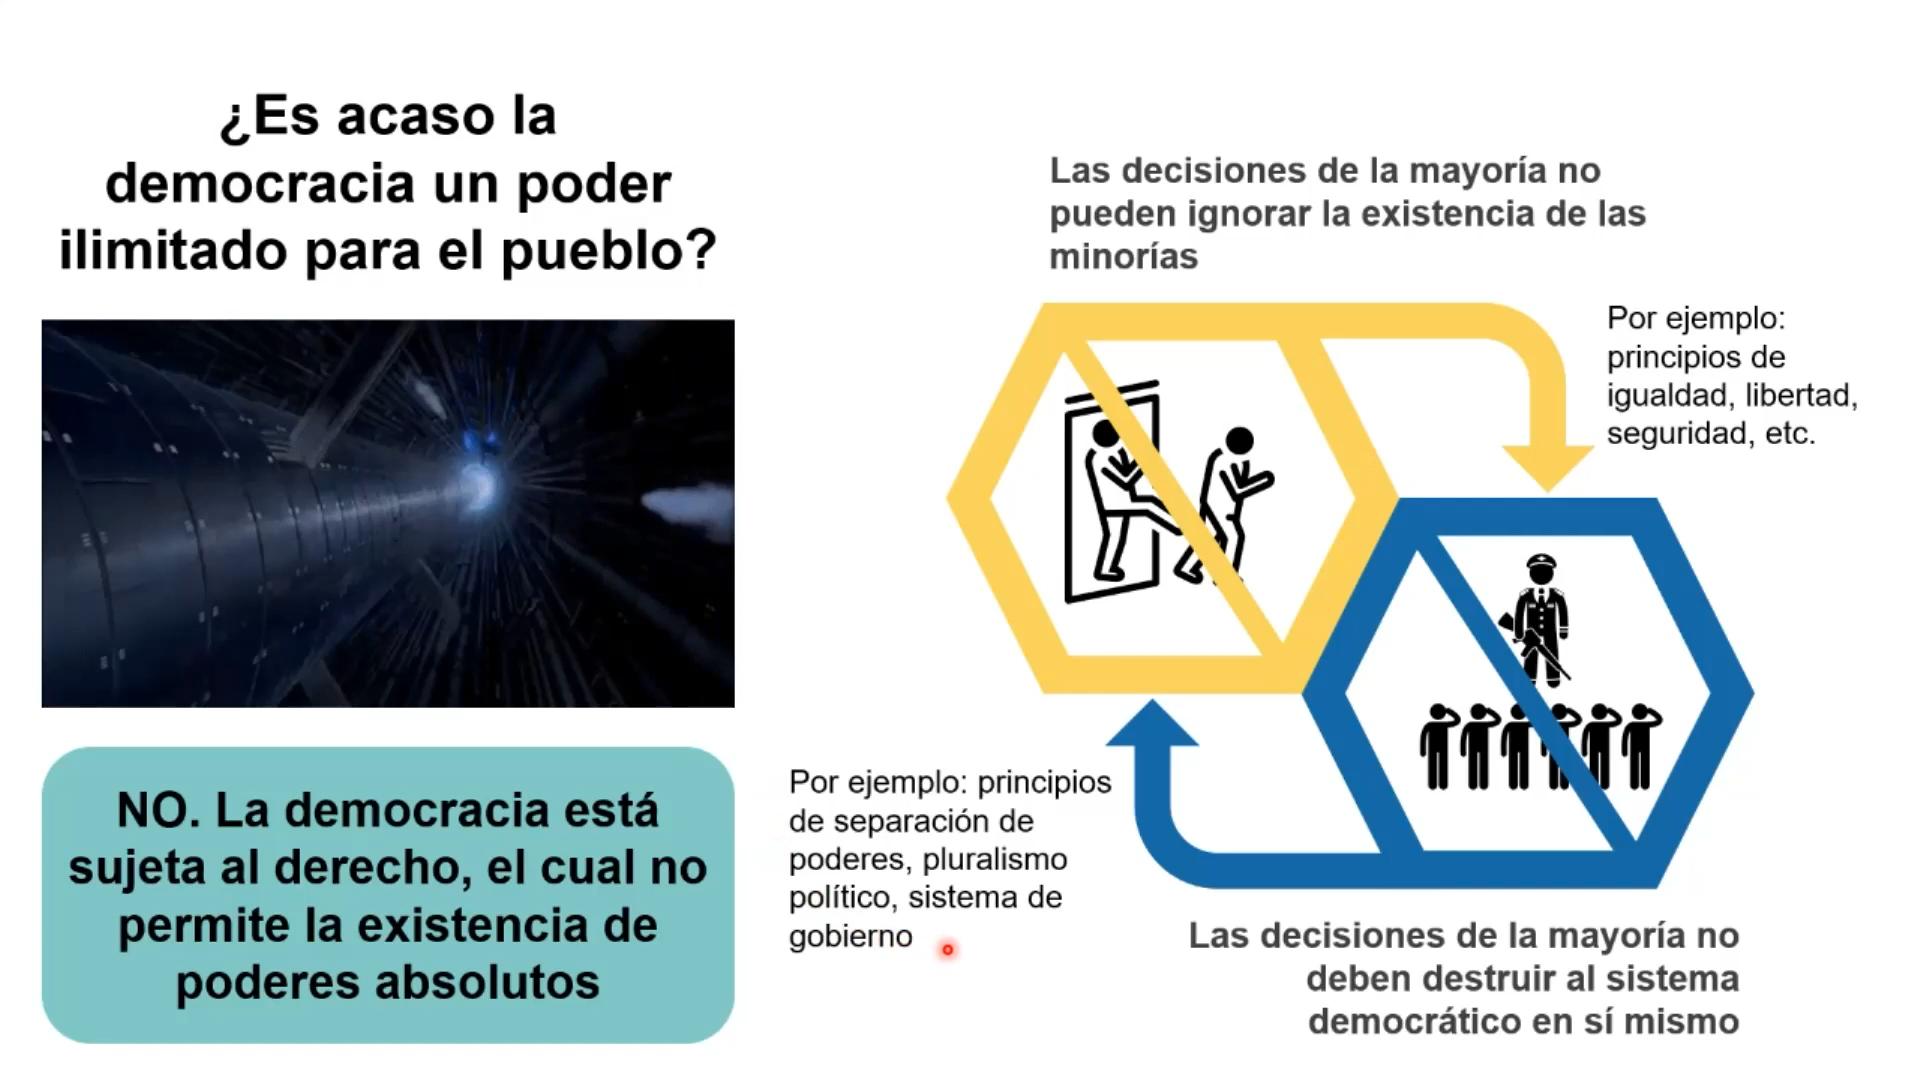 ¿Es acaso la
democracia un poder
ilimitado para el pueblo?
NO. La democracia está
sujeta al derecho, el cual no
permite la existencia de
poderes absolutos
Las decisiones de la mayoría no
pueden ignorar la existencia de las
minorías
Por ejemplo:
principios de
igualdad, libertad,
seguridad, etc.
Por ejemplo: principios
de separación de
poderes, pluralismo
político, sistema de
gobierno
Las decisiones de la mayoría no
deben destruir al sistema
democrático en sí mismo